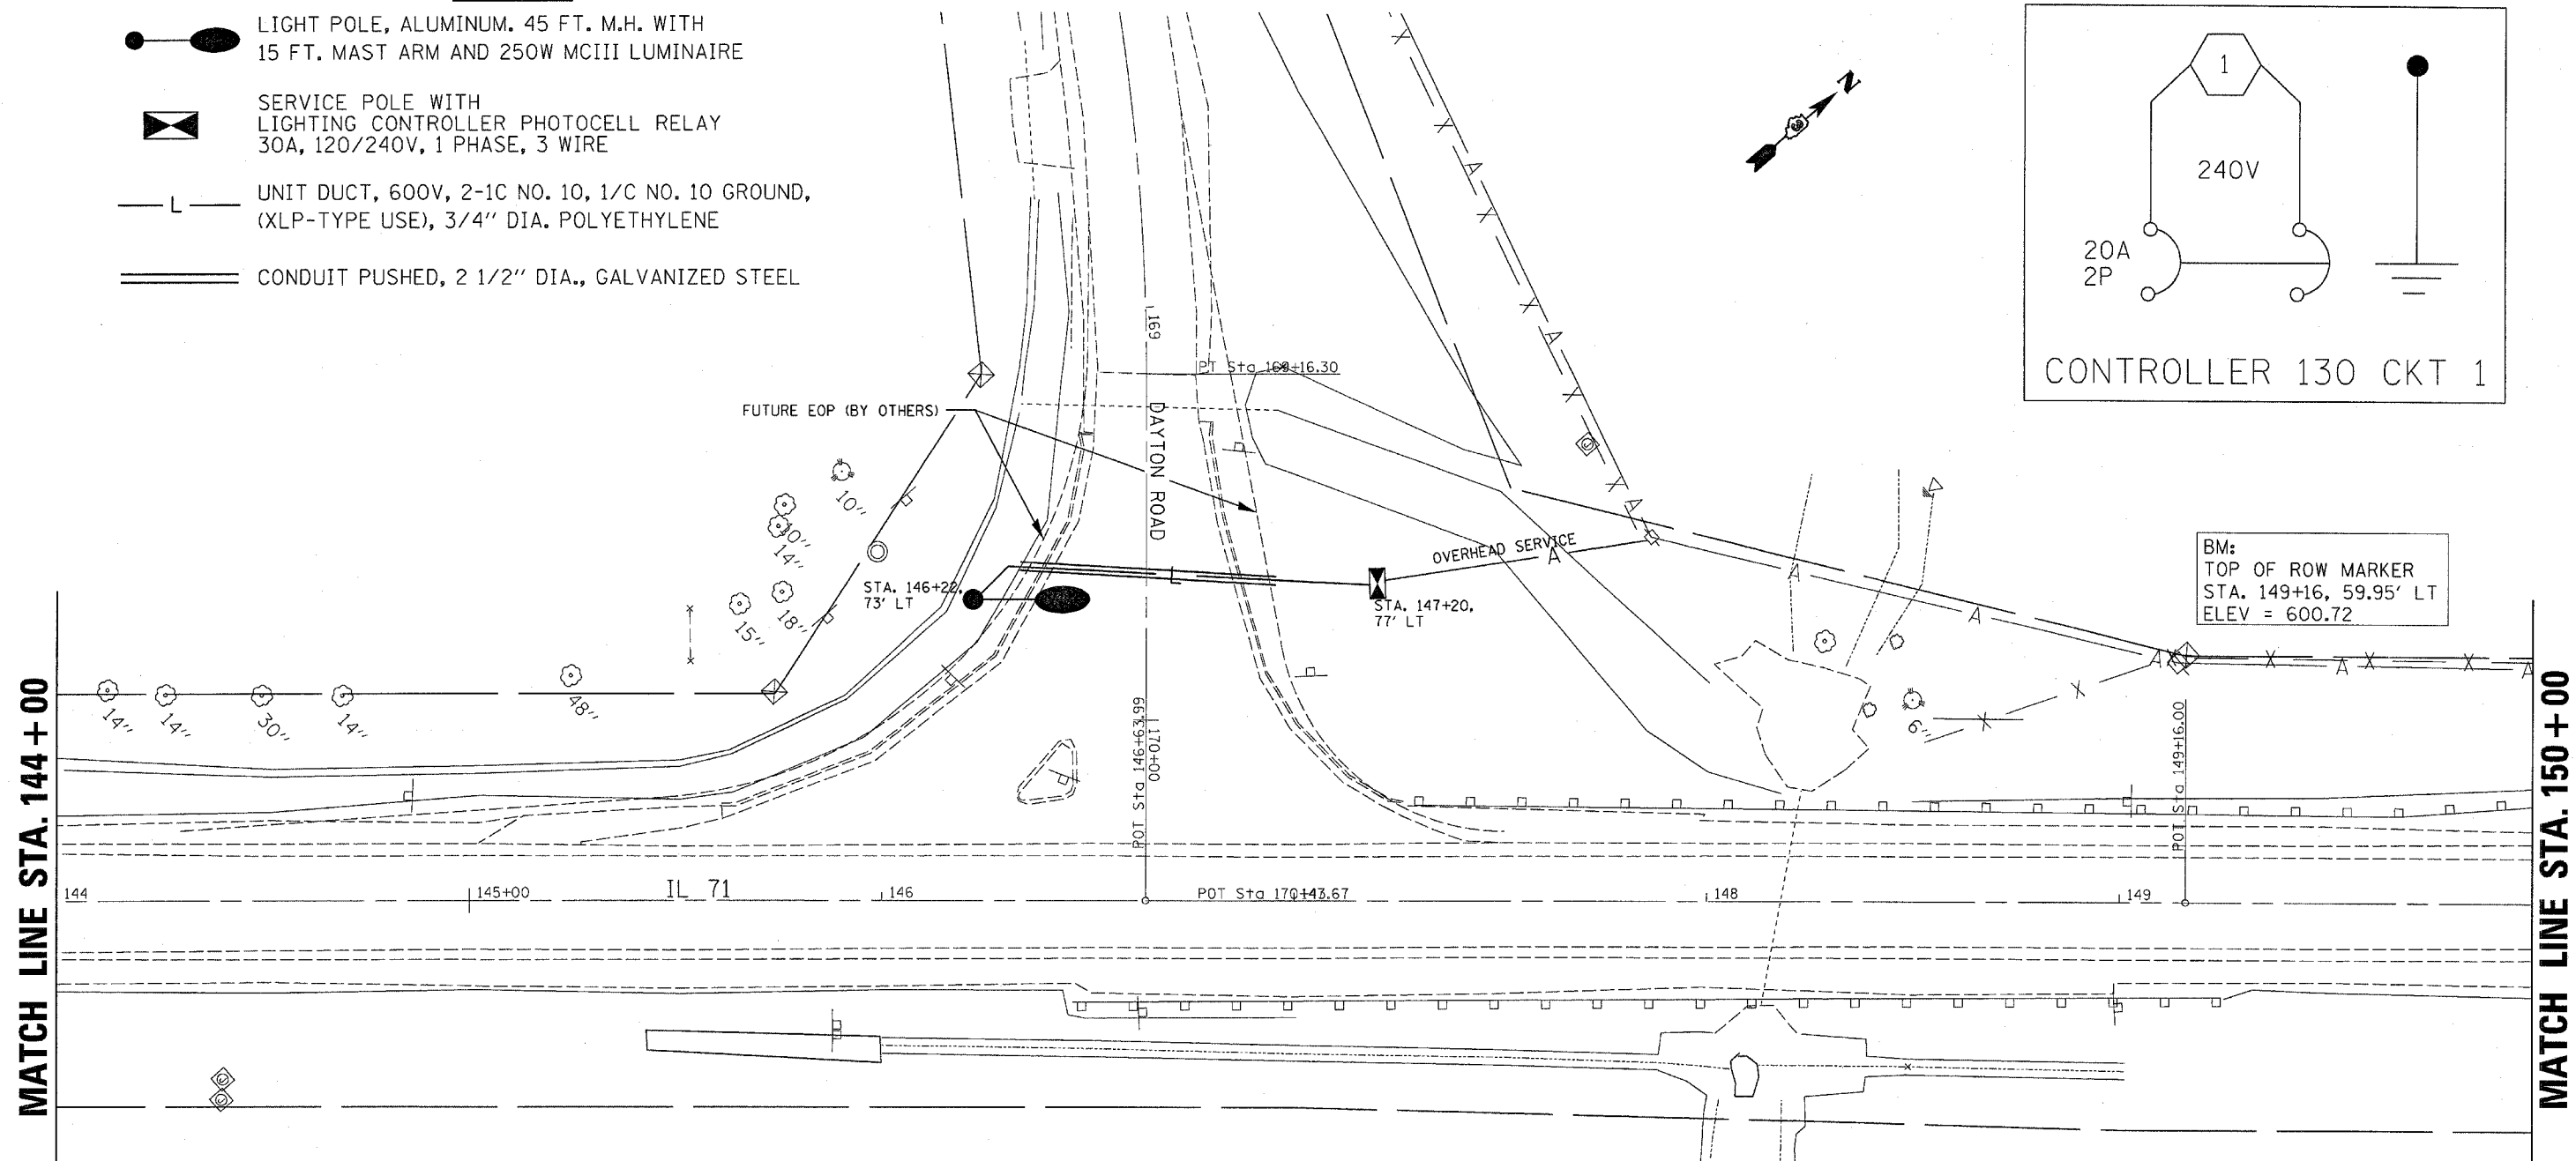 LIGHT POLE, ALUMINUM. 45 FT. M.H. WITH
15 FT. MAST ARM AND 250W MCIII LUMINAIRE
SERVICE POLE WITH
LIGHTING CONTROLLER PHOTOCELL RELAY
30A, 120/240V, 1 PHASE, 3 WIRE
L
UNIT DUCT, 600V, 2-1C NO. 10, 1/C NO. 10 GROUND,
(XLP-TYPE USE), 3/4" DIA. POLYETHYLENE
CONDUIT PUSHED, 2 1/2" DIA., GALVANIZED STEEL
N
1
240V
20A
2P
CONTROLLER 130 CKT 1
169
PT Sta 169+16.30
DAYTON ROAD
FUTURE EOP (BY OTHERS)
OVERHEAD SERVICE
A
L
STA. 146+22,
73' LT
STA. 147+20,
77' LT
BM:
TOP OF ROW MARKER
STA. 149+16, 59.95' LT
ELEV = 600.72
10"
14"
18"
15"
14"
14"
30"
14"
48"
6"
POT Sta 146+63.99
170+00
POT Sta 149+16.00
MATCH LINE STA. 144+00
MATCH LINE STA. 150+00
144
145+00
IL 71
146
POT Sta 170+43.67
148
149